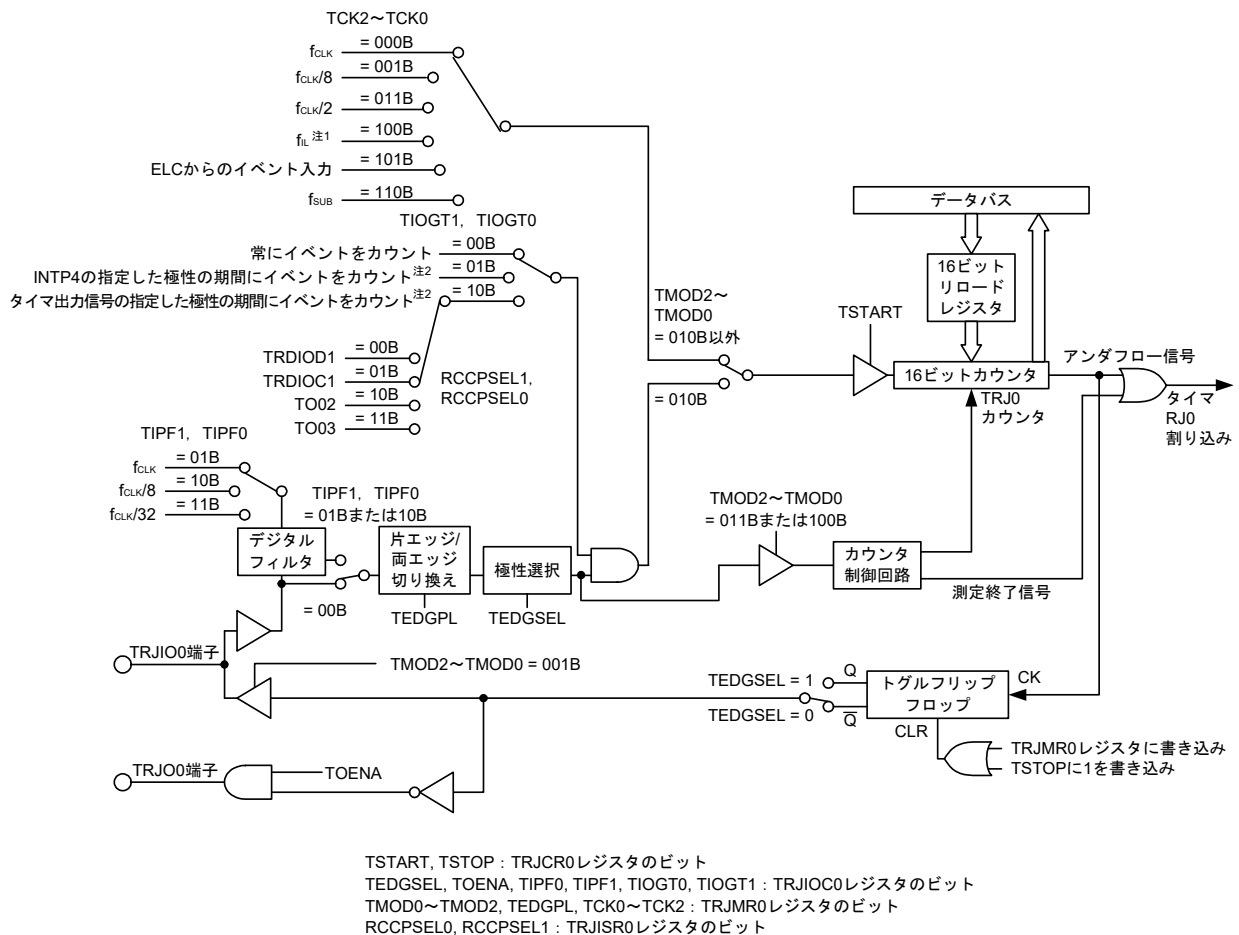 TCK2～TCK0
fCLK = 000B
fCLK/8 = 001B
fCLK/2 = 011B
fIL 注1 = 100B
ELCからのイベント入力 = 101B
fSUB = 110B
TIOGT1, TIOGT0
常にイベントをカウント = 00B
INTP4の指定した極性の期間にイベントをカウント注2 = 01B
タイマ出力信号の指定した極性の期間にイベントをカウント注2 = 10B
TRDIOD1 = 00B
TRDIOC1 = 01B
TO02 = 10B
TO03 = 11B
RCCPSEL1,
RCCPSEL0
TMOD2～
TMOD0
= 010B以外
= 010B
TSTART
データバス
16ビット
リロード
レジスタ
16ビットカウンタ
TRJ0
カウンタ
アンダフロー信号
タイマ
RJ0
割り込み
TIPF1, TIPF0
fCLK = 01B
fCLK/8 = 10B
fCLK/32 = 11B
デジタル
フィルタ
TIPF1, TIPF0
= 01Bまたは10B
= 00B
片エッジ/
両エッジ
切り換え
TEDGPL
極性選択
TEDGSEL
TMOD2～TMOD0
= 011Bまたは100B
カウンタ
制御回路
測定終了信号
TRJIO0端子
TMOD2～TMOD0 = 001B
TEDGSEL = 1
TEDGSEL = 0
Q
Q̅
トグルフリップ
フロップ
CK
CLR
TRJMR0レジスタに書き込み
TSTOPに1を書き込み
TRJO0端子
TOENA
TSTART, TSTOP : TRJCR0レジスタのビット
TEDGSEL, TOENA, TIPF0, TIPF1, TIOGT0, TIOGT1 : TRJIOC0レジスタのビット
TMOD0～TMOD2, TEDGPL, TCK0～TCK2 : TRJMR0レジスタのビット
RCCPSEL0, RCCPSEL1 : TRJISR0レジスタのビット